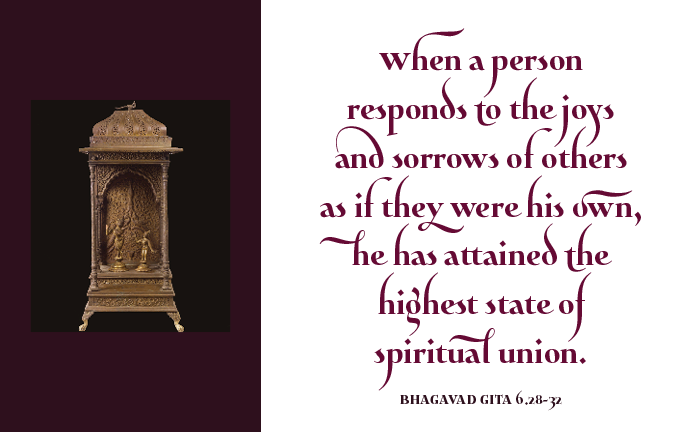 When a person
responds to the joys
and sorrows of others
as if they were his own,
he has attained the
highest state of
spiritual union.
BHAGAVAD GITA 6.28-32